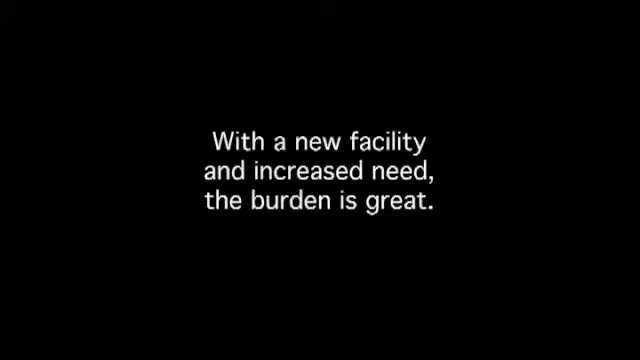 With a new facility
and increased need,
the burden is great.